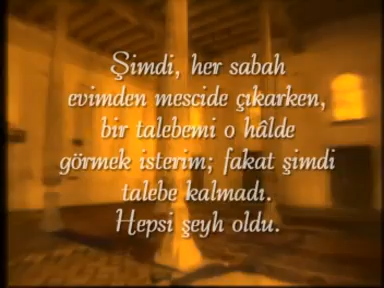 Şimdi, her sabah
evimden mescide çıkarken,
bir talebemi o hâlde
görmek isterim; fakat şimdi
talebe kalmadı.
Hepsi şeyh oldu.